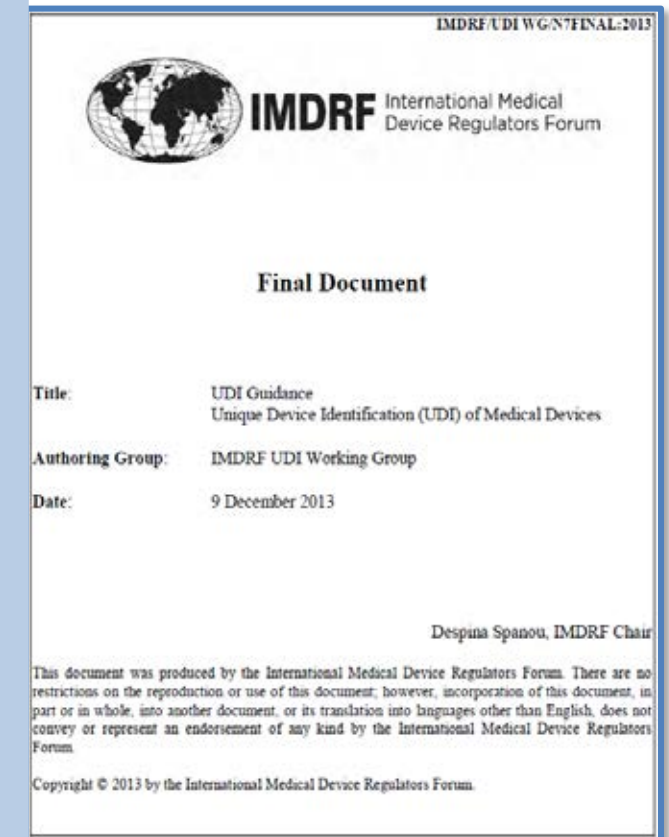 IMDRF/UDI WG/N7FINAL:2013
IMDRF International Medical
Device Regulators Forum
Final Document
Title: UDI Guidance
Unique Device Identification (UDI) of Medical Devices
Authoring Group: IMDRF UDI Working Group
Date: 9 December 2013
Despina Spanou, IMDRF Chair
This document was produced by the International Medical Device Regulators Forum. There are no
restrictions on the reproduction or use of this document; however, incorporation of this document, in
part or in whole, into another document, or its translation into languages other than English, does not
convey or represent an endorsement of any kind by the International Medical Device Regulators
Forum.
Copyright © 2013 by the International Medical Device Regulators Forum.